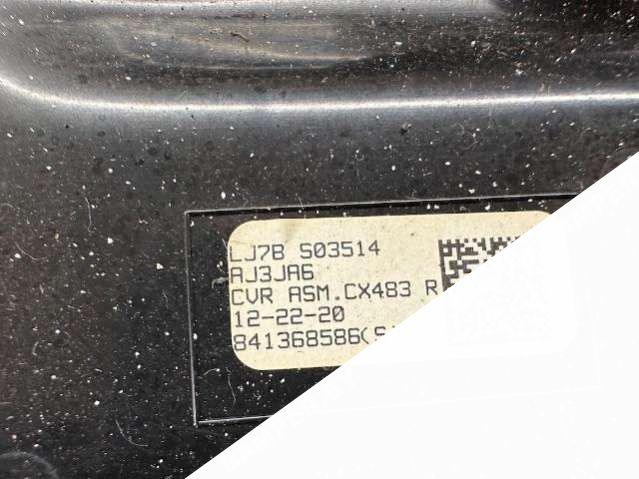 LJ7B S03514
AJ3JA6
CVR ASM.CX483 R
12-22-20
841368586(